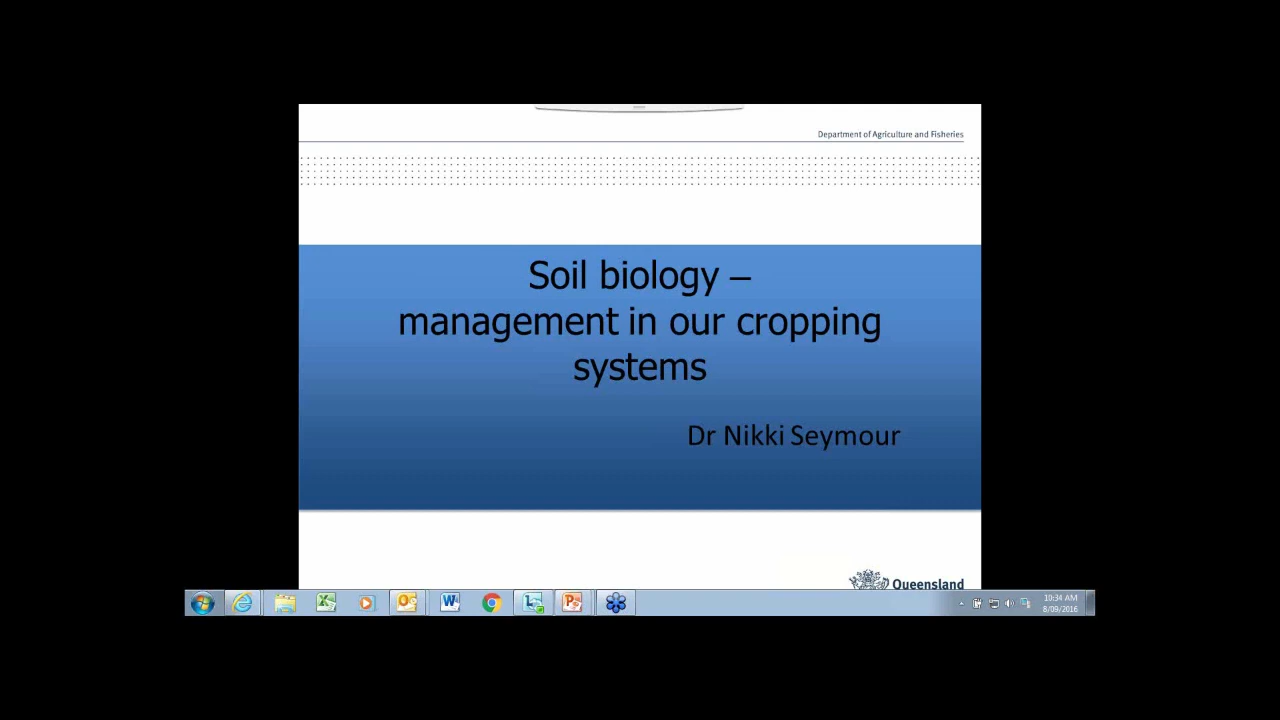 Department of Agriculture and Fisheries
Soil biology –
management in our cropping
systems
Dr Nikki Seymour
Queensland
10:34 AM
8/09/2016